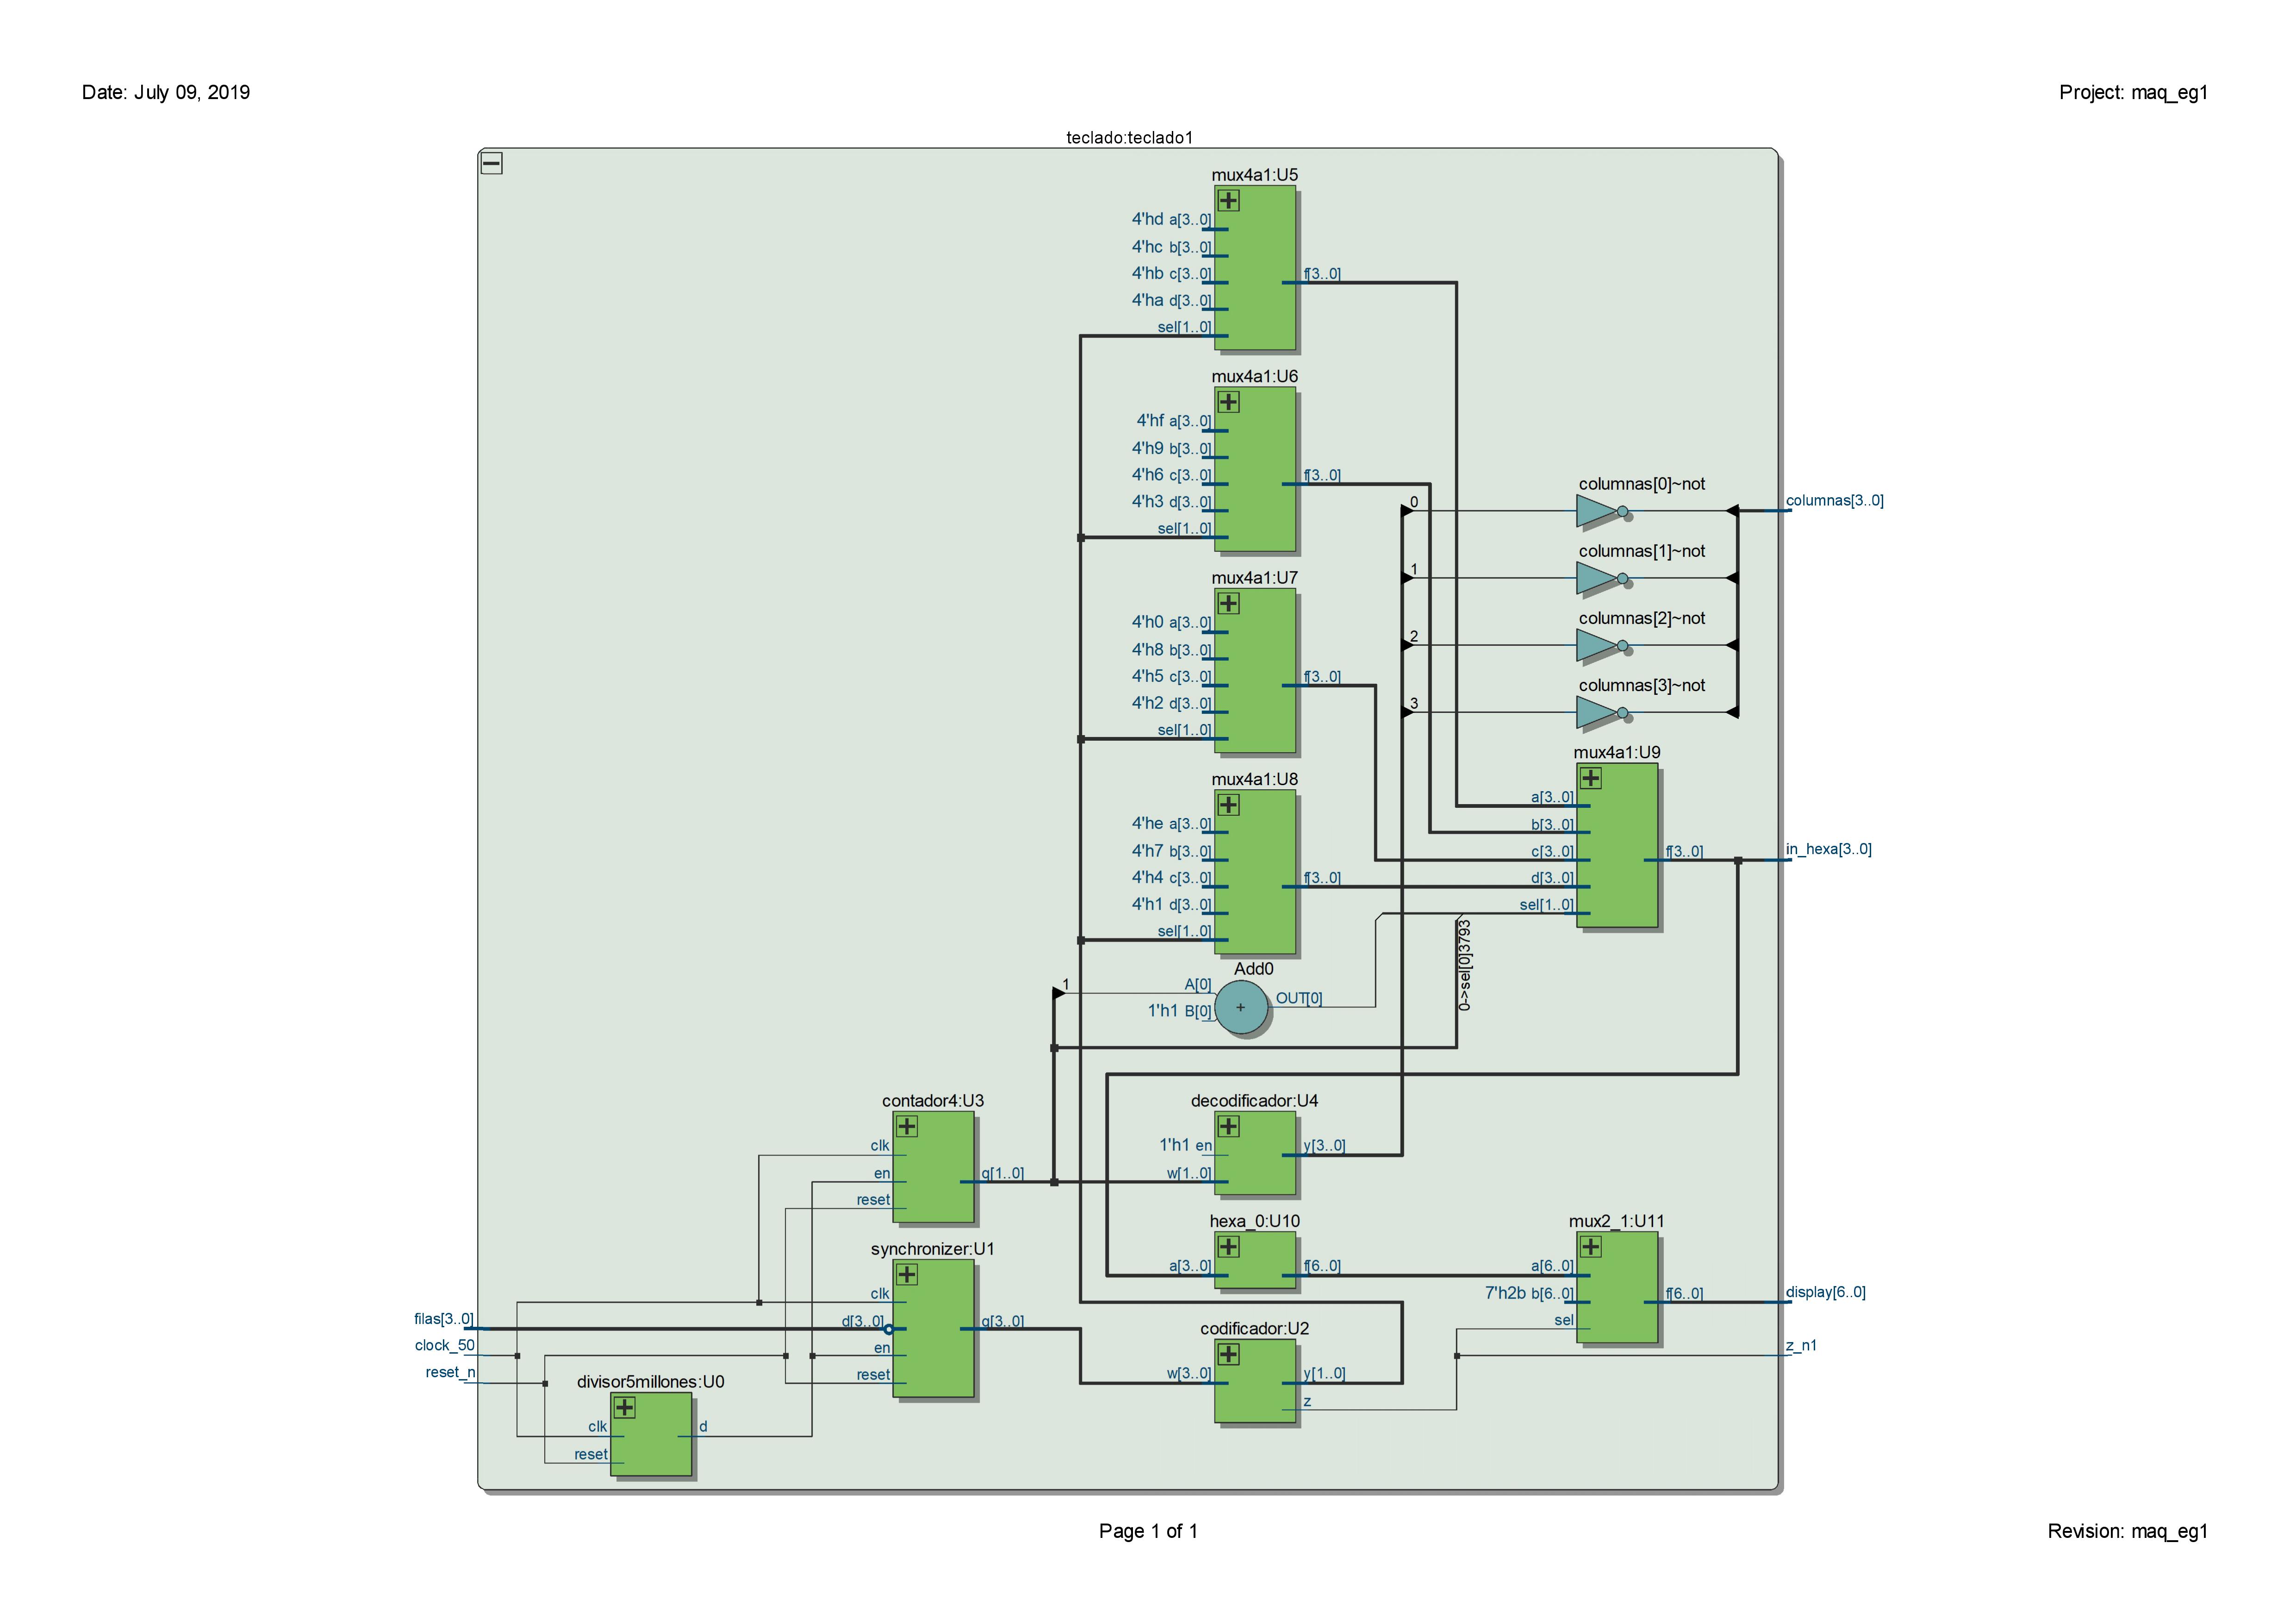 Date: July 09, 2019
Project: maq_eg1
teclado:teclado1
mux4a1:U5
4'hd a[3..0]
4'hc b[3..0]
4'hb c[3..0]
4'ha d[3..0]
sel[1..0]
f[3..0]
mux4a1:U6
4'hf a[3..0]
4'h9 b[3..0]
4'h6 c[3..0]
4'h3 d[3..0]
sel[1..0]
f[3..0]
mux4a1:U7
4'h0 a[3..0]
4'h8 b[3..0]
4'h5 c[3..0]
4'h2 d[3..0]
sel[1..0]
f[3..0]
mux4a1:U8
4'he a[3..0]
4'h7 b[3..0]
4'h4 c[3..0]
4'h1 d[3..0]
sel[1..0]
f[3..0]
0
columnas[0]~not
1
columnas[1]~not
2
columnas[2]~not
3
columnas[3]~not
columnas[3..0]
mux4a1:U9
a[3..0]
b[3..0]
c[3..0]
d[3..0]
sel[1..0]
f[3..0]
in_hexa[3..0]
0->sel[0]3793
Add0
1
A[0]
1'h1 B[0]
+
OUT[0]
contador4:U3
clk
en
reset
q[1..0]
decodificador:U4
1'h1 en
w[1..0]
y[3..0]
hexa_0:U10
a[3..0]
f[6..0]
mux2_1:U11
a[6..0]
7'h2b b[6..0]
sel
f[6..0]
display[6..0]
z_n1
synchronizer:U1
clk
d[3..0]
en
reset
q[3..0]
codificador:U2
w[3..0]
y[1..0]
z
filas[3..0]
clock_50
reset_n
divisor5millones:U0
clk
reset
d
Page 1 of 1
Revision: maq_eg1